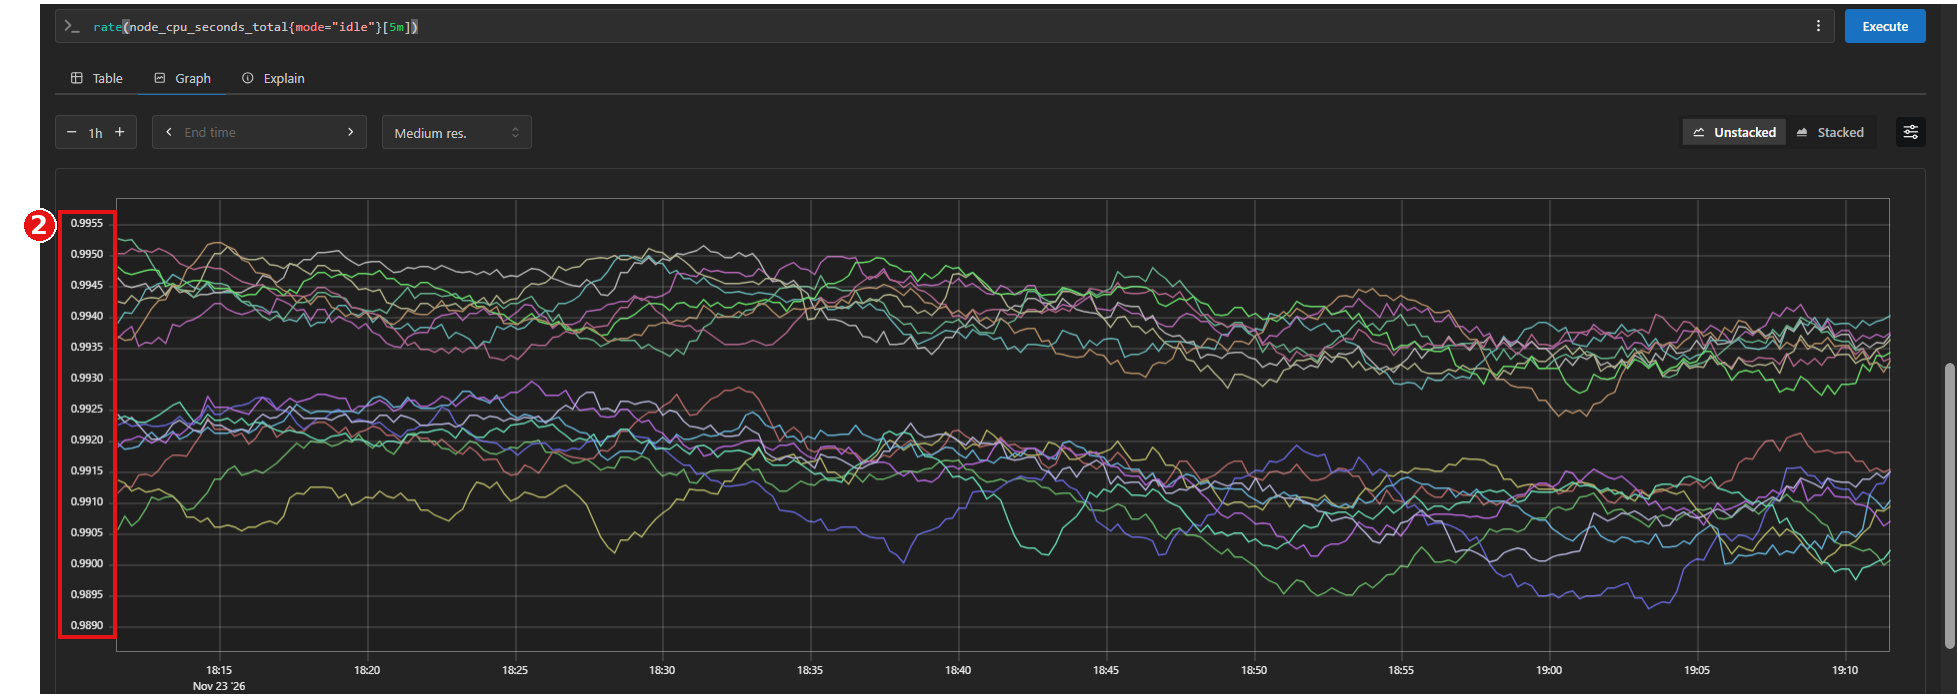 rate(node_cpu_seconds_total{mode="idle"}[5m])
Execute
Table
Graph
Explain
1h
End time
Medium res.
Unstacked
Stacked
2
0.9955
0.9950
0.9945
0.9940
0.9935
0.9930
0.9925
0.9920
0.9915
0.9910
0.9905
0.9900
0.9895
0.9890
18:15
18:20
18:25
18:30
18:35
18:40
18:45
18:50
18:55
19:00
19:05
19:10
Nov 23 '26